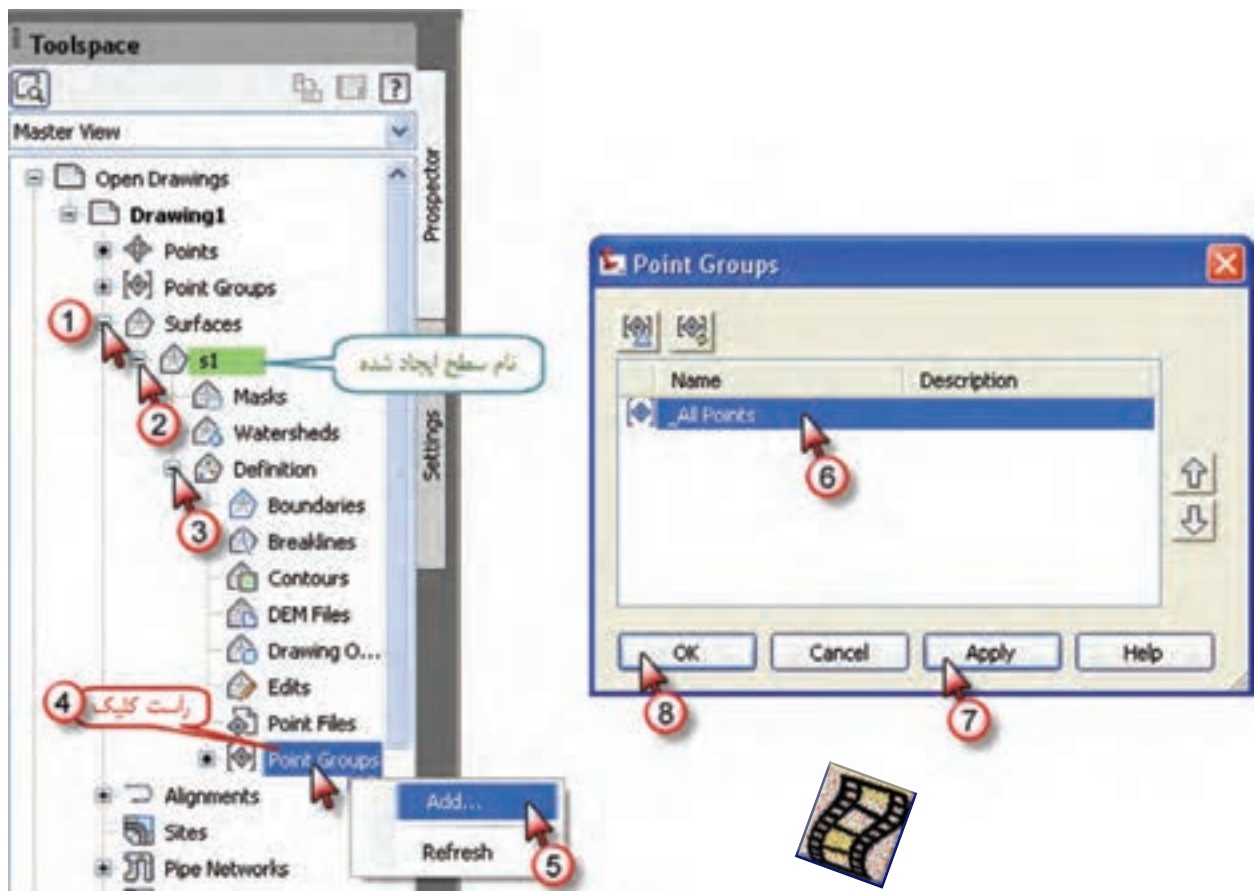 Toolspace
?
Master View
Open Drawings
Drawing1
Points
Point Groups
1
Surfaces
s1
نام سطح ایجاد شده
2
Masks
Watersheds
3
Definition
Boundaries
Breaklines
Contours
DEM Files
Drawing O...
Edits
Point Files
4
راست کلیک
Point Groups
Alignments
Sites
Pipe Networks
Add...
Refresh
5
Prospector
Settings
Point Groups
Name Description
_All Points
6
OK Cancel Apply Help
8
7